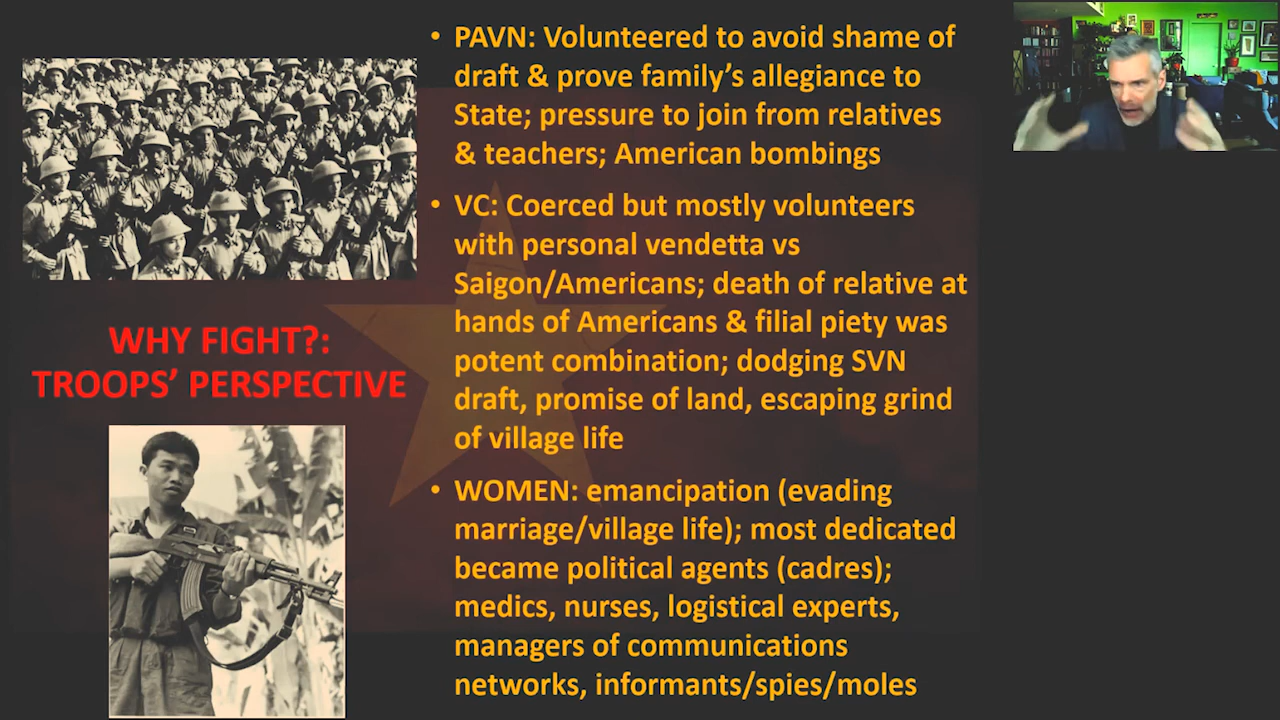 • PAVN: Volunteered to avoid shame of
draft & prove family’s allegiance to
State; pressure to join from relatives
& teachers; American bombings
• VC: Coerced but mostly volunteers
with personal vendetta vs
Saigon/Americans; death of relative at
hands of Americans & filial piety was
potent combination; dodging SVN
draft, promise of land, escaping grind
of village life
• WOMEN: emancipation (evading
marriage/village life); most dedicated
became political agents (cadres);
medics, nurses, logistical experts,
managers of communications
networks, informants/spies/moles
WHY FIGHT?:
TROOPS’ PERSPECTIVE